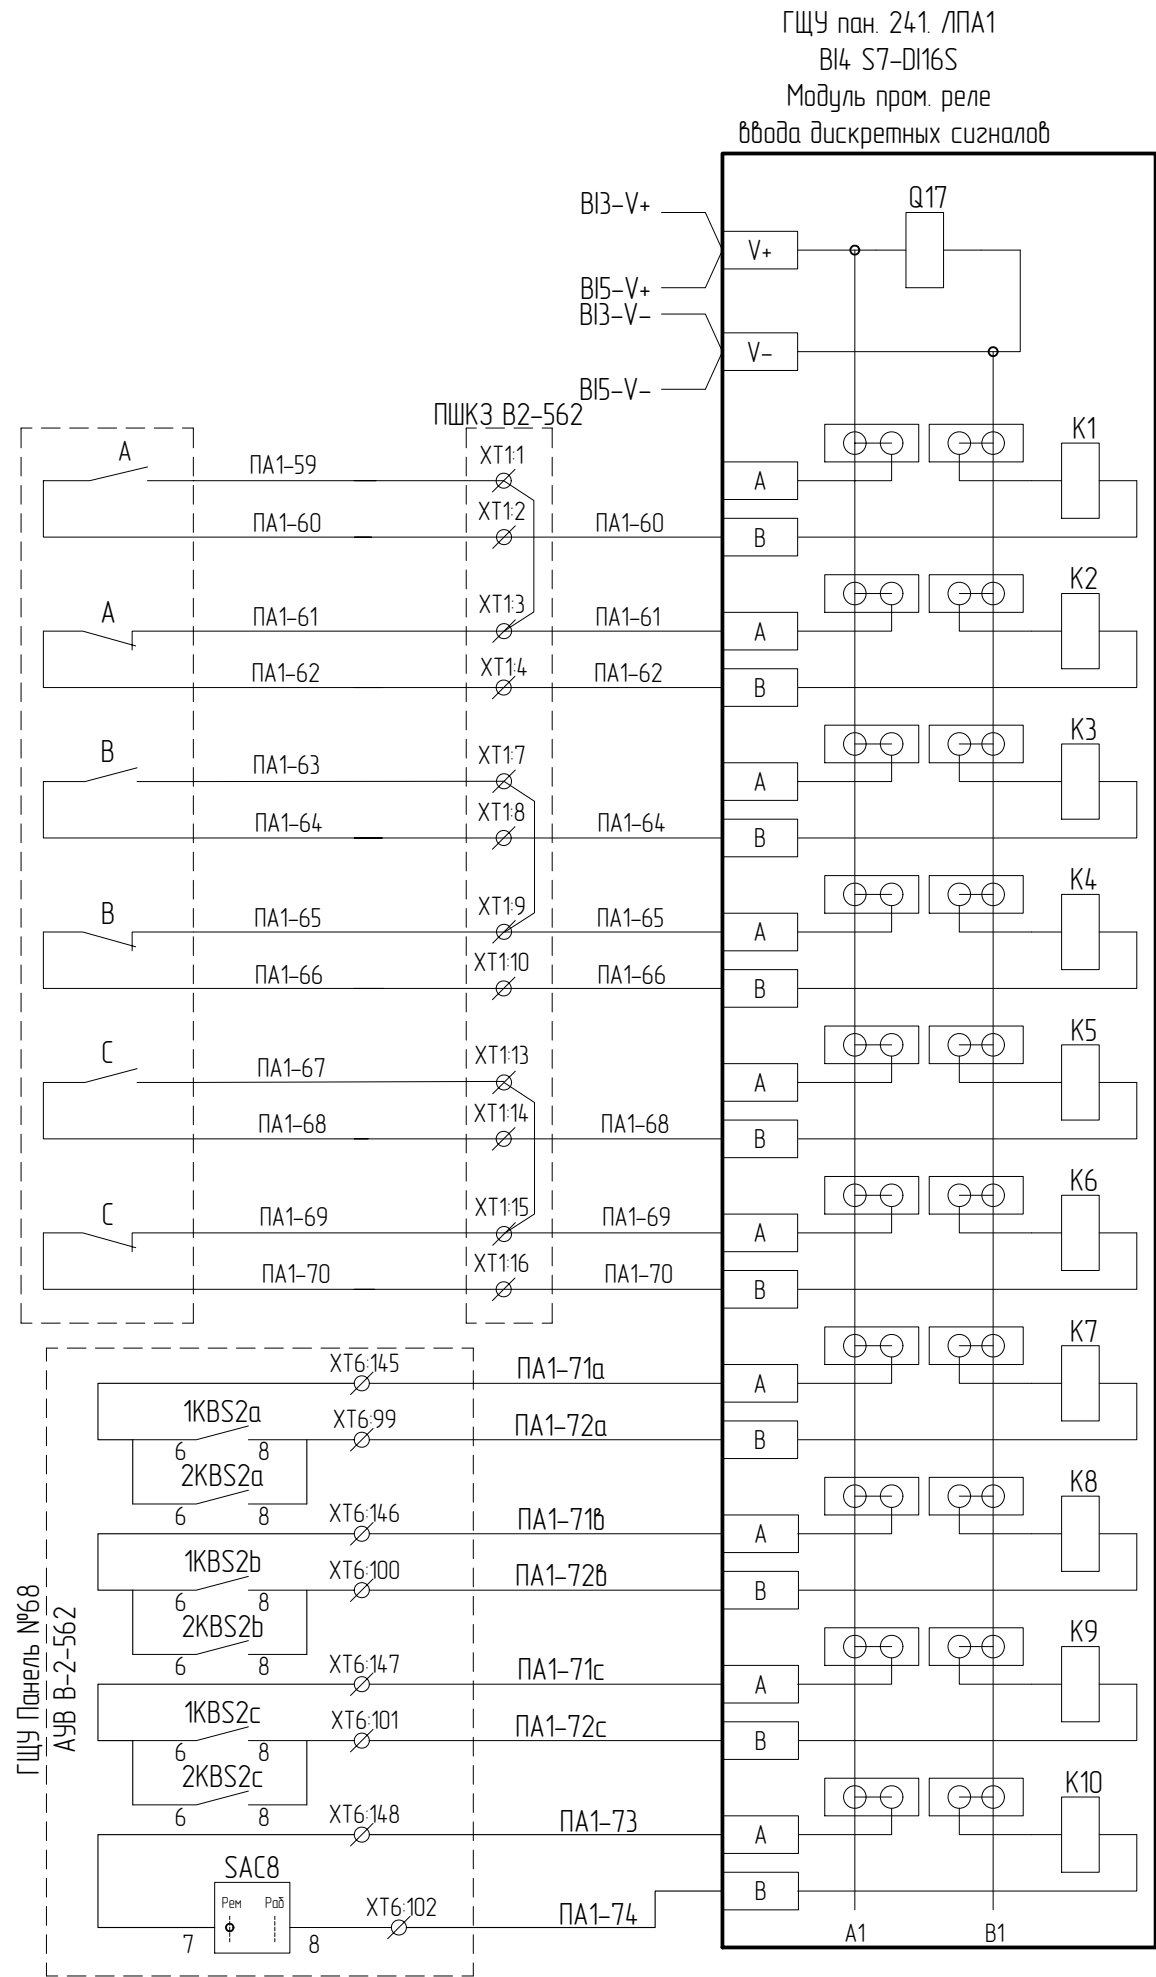 ГЩУ пан. 241. ЛПА1
BI4 S7-DI16S
Модуль пром. реле
ввода дискретных сигналов
BI3-V+
Q17
V+
BI5-V+
BI3-V-
V-
BI5-V-
ПШКЗ В2-562
A
ПА1-59
XT1:1
A
K1
ПА1-60
XT1:2
ПА1-60
B
A
ПА1-61
XT1:3
ПА1-61
A
K2
ПА1-62
XT1:4
ПА1-62
B
B
ПА1-63
XT1:7
A
K3
ПА1-64
XT1:8
ПА1-64
B
B
ПА1-65
XT1:9
ПА1-65
A
K4
ПА1-66
XT1:10
ПА1-66
B
C
ПА1-67
XT1:13
A
K5
ПА1-68
XT1:14
ПА1-68
B
C
ПА1-69
XT1:15
ПА1-69
A
K6
ПА1-70
XT1:16
ПА1-70
B
ГЩУ Панель №68
АУВ В-2-562
XT6:145
ПА1-71а
A
K7
1KBS2a
6 8
XT6:99
ПА1-72а
B
2KBS2a
6 8
XT6:146
ПА1-71в
A
K8
1KBS2b
6 8
XT6:100
ПА1-72в
B
2KBS2b
6 8
XT6:147
ПА1-71с
A
K9
1KBS2c
6 8
XT6:101
ПА1-72с
B
2KBS2c
6 8
XT6:148
ПА1-73
A
K10
SAC8
Рем Раб
7 8
XT6:102
ПА1-74
B
A1 B1